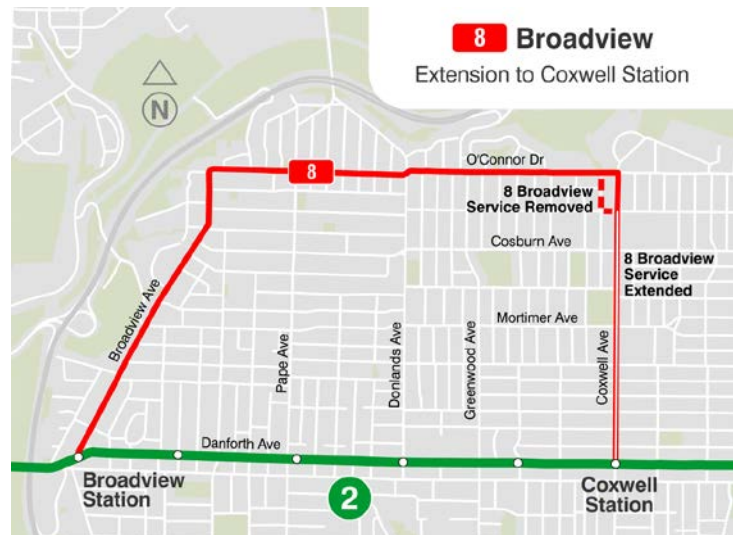 8 Broadview
Extension to Coxwell Station
N
O'Connor Dr
8
8 Broadview
Service Removed
Cosburn Ave
8 Broadview
Service
Extended
Broadview Ave
Mortimer Ave
Pape Ave
Donlands Ave
Greenwood Ave
Coxwell Ave
Danforth Ave
Broadview
Station
2
Coxwell
Station